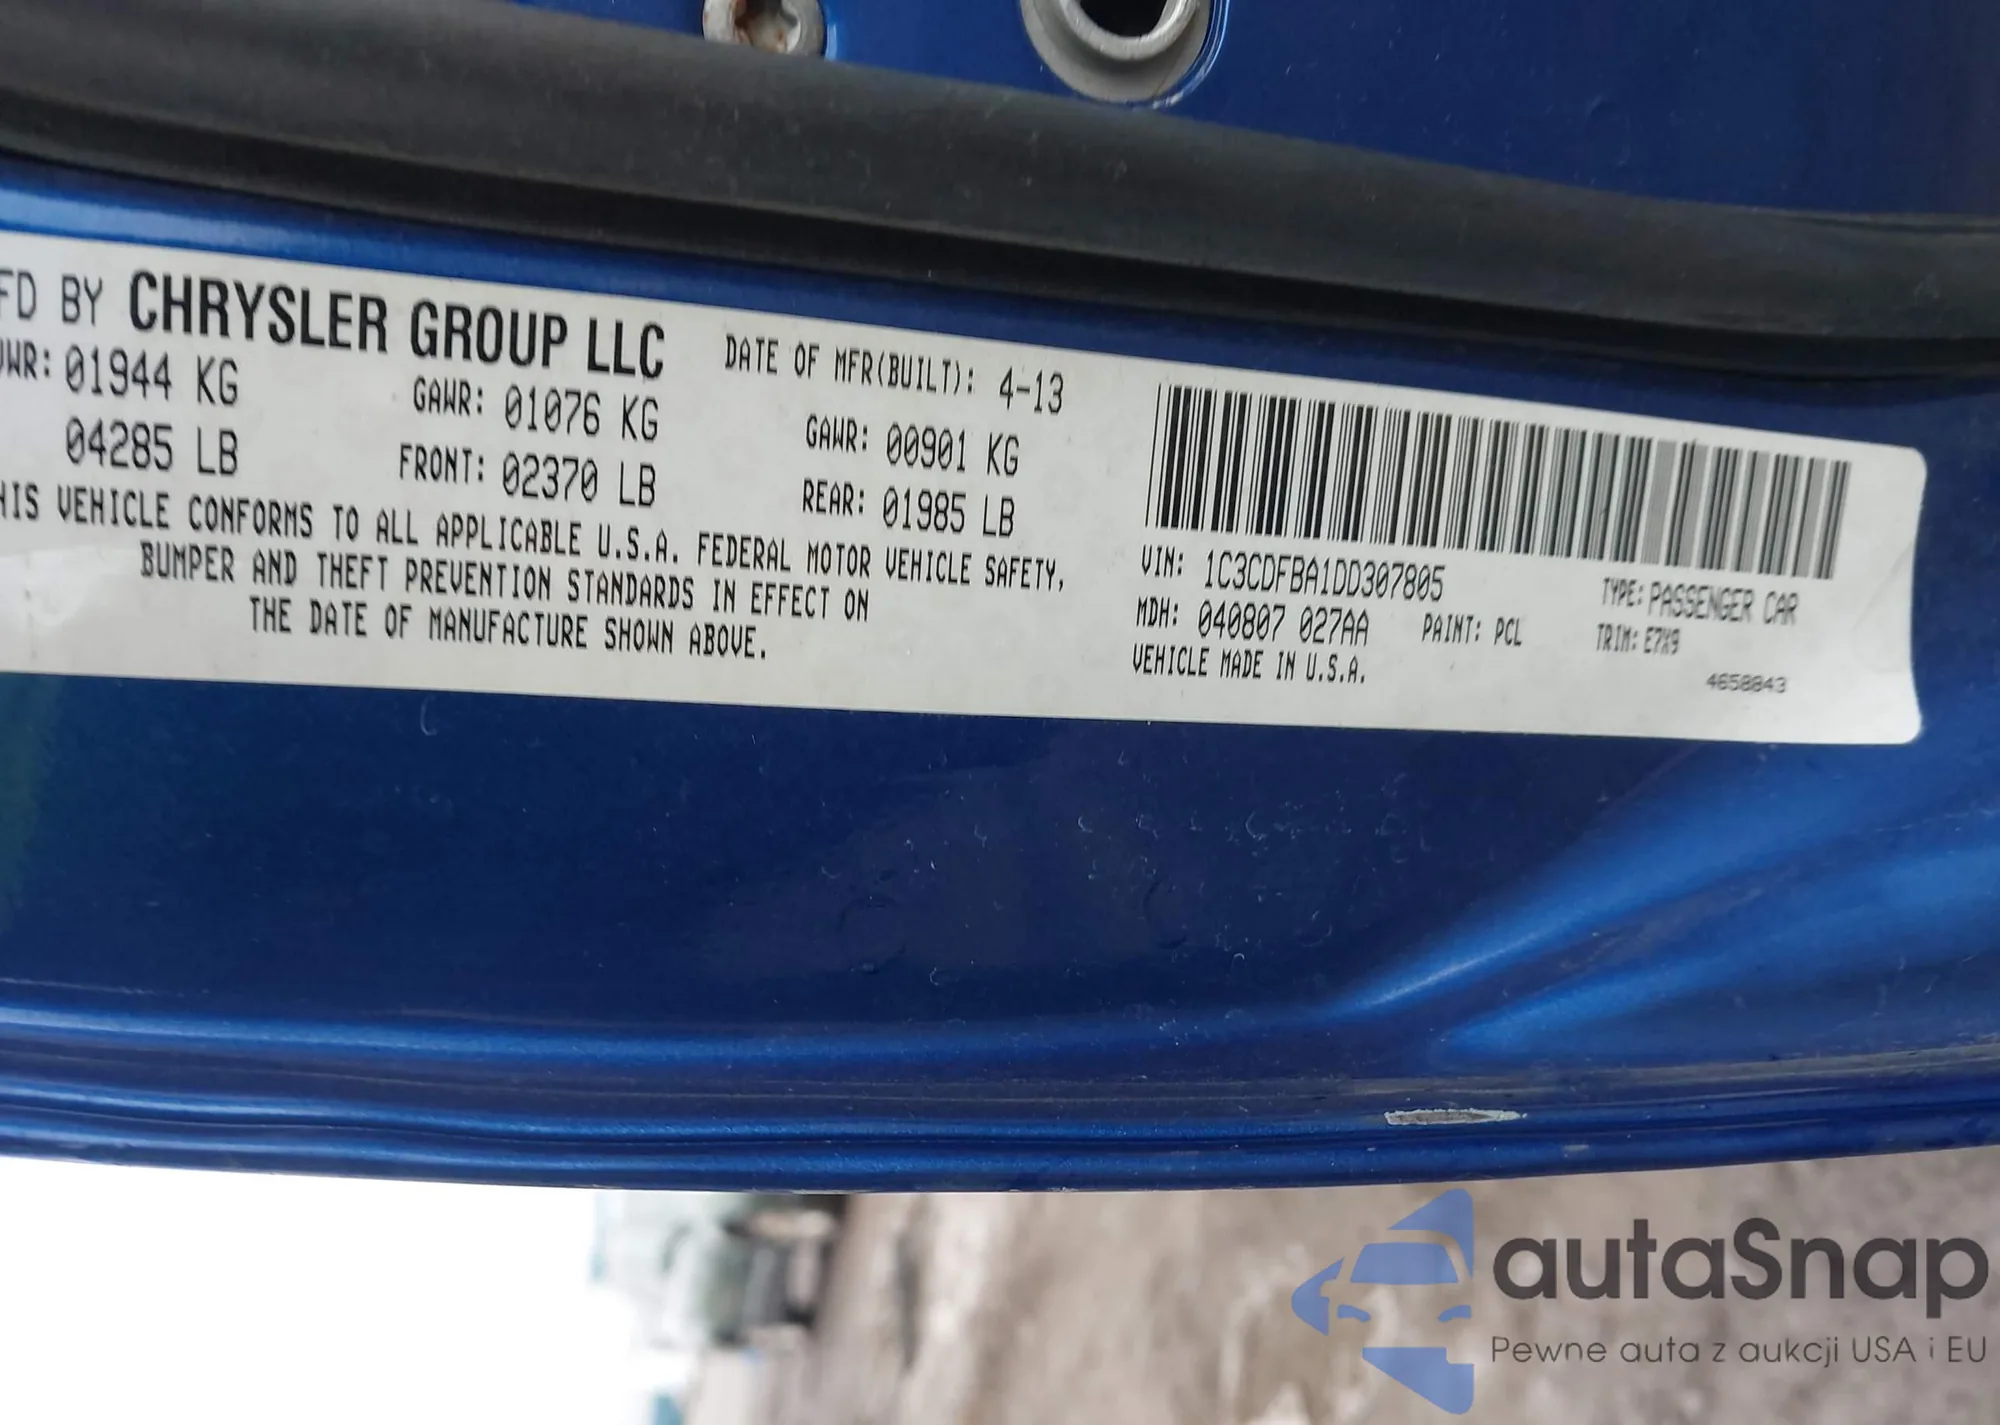 FD BY CHRYSLER GROUP LLC DATE OF MFR(BUILT): 4-13
WR: 01944 KG GAWR: 01076 KG GAWR: 00901 KG
04285 LB FRONT: 02370 LB REAR: 01985 LB
HIS VEHICLE CONFORMS TO ALL APPLICABLE U.S.A. FEDERAL MOTOR VEHICLE SAFETY,
BUMPER AND THEFT PREVENTION STANDARDS IN EFFECT ON
THE DATE OF MANUFACTURE SHOWN ABOVE.
VIN: 1C3CDFBA1DD307805 TYPE: PASSENGER CAR
MDH: 040807 027AA PAINT: PCL TRIM: E7X9
VEHICLE MADE IN U.S.A. 4658843
autaSnap
Pewne auta z aukcji USA i EU